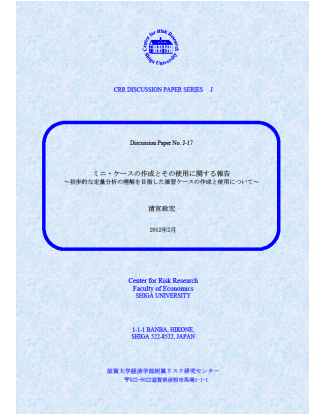 Center for Risk Research
Shiga University
CRR DISCUSSION PAPER SERIES J
Discussion Paper No. J-17
ミニ・ケースの作成とその使用に関する報告
～初歩的な定量分析の理解を目指した演習ケースの作成と使用について～
清宮政宏
2012年2月
Center for Risk Research
Faculty of Economics
SHIGA UNIVERSITY
1-1-1 BANBA, HIKONE,
SHIGA 522-8522, JAPAN
滋賀大学経済学部附属リスク研究センター
〒522-8522滋賀県彦根市馬場1-1-1